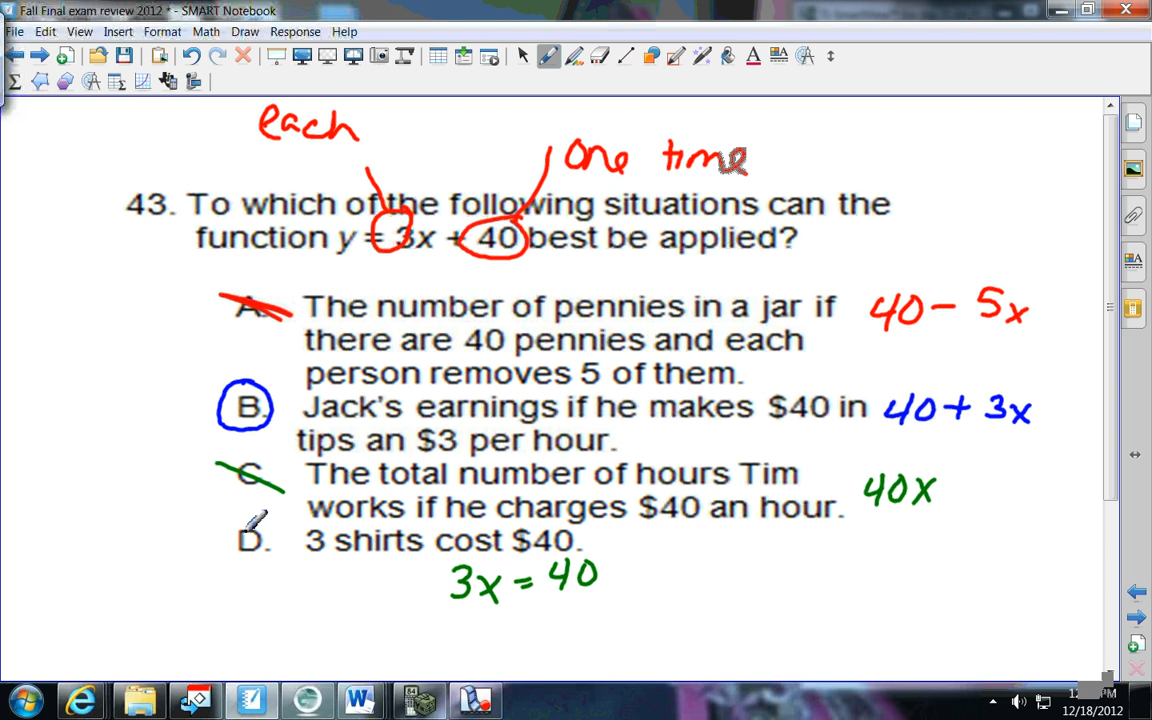 Fall Final exam review 2012 * - SMART Notebook
File Edit View Insert Format Math Draw Response Help
each
one time
43. To which of the following situations can the
function y = 3x + 40 best be applied?
A. The number of pennies in a jar if
40 - 5x
there are 40 pennies and each
person removes 5 of them.
B. Jack's earnings if he makes $40 in
40 + 3x
tips an $3 per hour.
C. The total number of hours Tim
works if he charges $40 an hour.
40x
D. 3 shirts cost $40.
3x = 40
12/18/2012